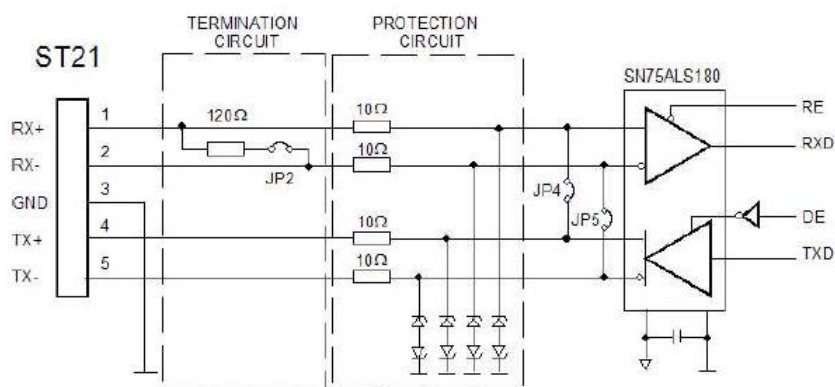 TERMINATION
CIRCUIT
PROTECTION
CIRCUIT
ST21
SN75ALS180
1
120Ω
10Ω
RE
RX+
RXD
2
10Ω
RX-
JP2
3
GND
JP4
4
10Ω
JP5
DE
TX+
TXD
5
10Ω
TX-